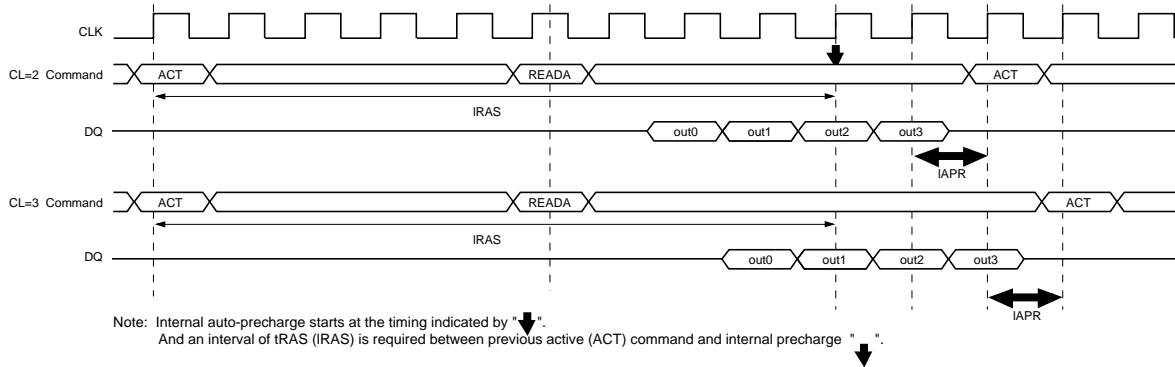 CLK
CL=2 Command
ACT
READA
ACT
lRAS
DQ
out0
out1
out2
out3
lAPR
CL=3 Command
ACT
READA
ACT
lRAS
DQ
out0
out1
out2
out3
lAPR
Note: Internal auto-precharge starts at the timing indicated by " ".
And an interval of tRAS (lRAS) is required between previous active (ACT) command and internal precharge " ".